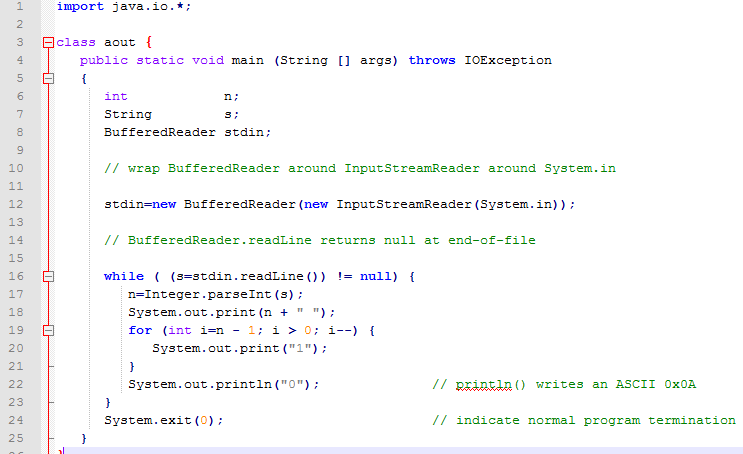 1 import java.io.*;
2
3 class aout {
4 public static void main (String [] args) throws IOException
5 {
6 int n;
7 String s;
8 BufferedReader stdin;
9
10 // wrap BufferedReader around InputStreamReader around System.in
11
12 stdin=new BufferedReader(new InputStreamReader(System.in));
13
14 // BufferedReader.readLine returns null at end-of-file
15
16 while ( (s=stdin.readLine()) != null) {
17 n=Integer.parseInt(s);
18 System.out.print(n + " ");
19 for (int i=n - 1; i > 0; i--) {
20 System.out.print("1");
21 }
22 System.out.println("0"); // println() writes an ASCII 0x0A
23 }
24 System.exit(0); // indicate normal program termination
25 }